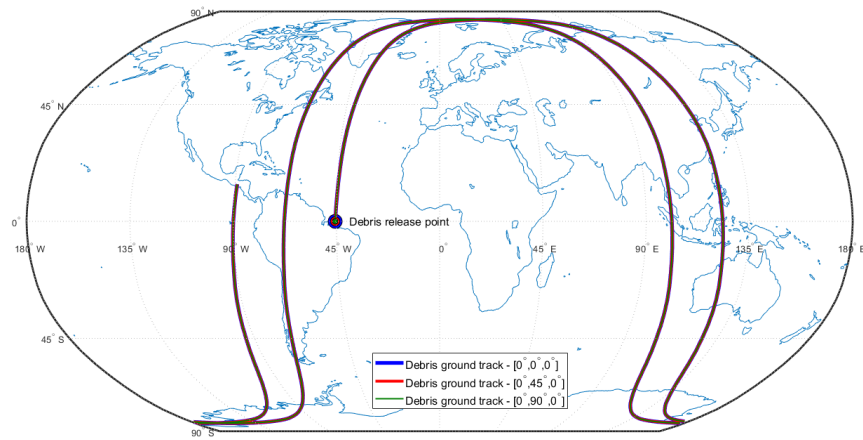 90° N
45° N
0°
180° W
135° W
90° W
45° W
0°
45° E
90° E
135° E
180° E
Debris release point
45° S
Debris ground track - [0°,0°,0°]
Debris ground track - [0°,45°,0°]
Debris ground track - [0°,90°,0°]
90° S